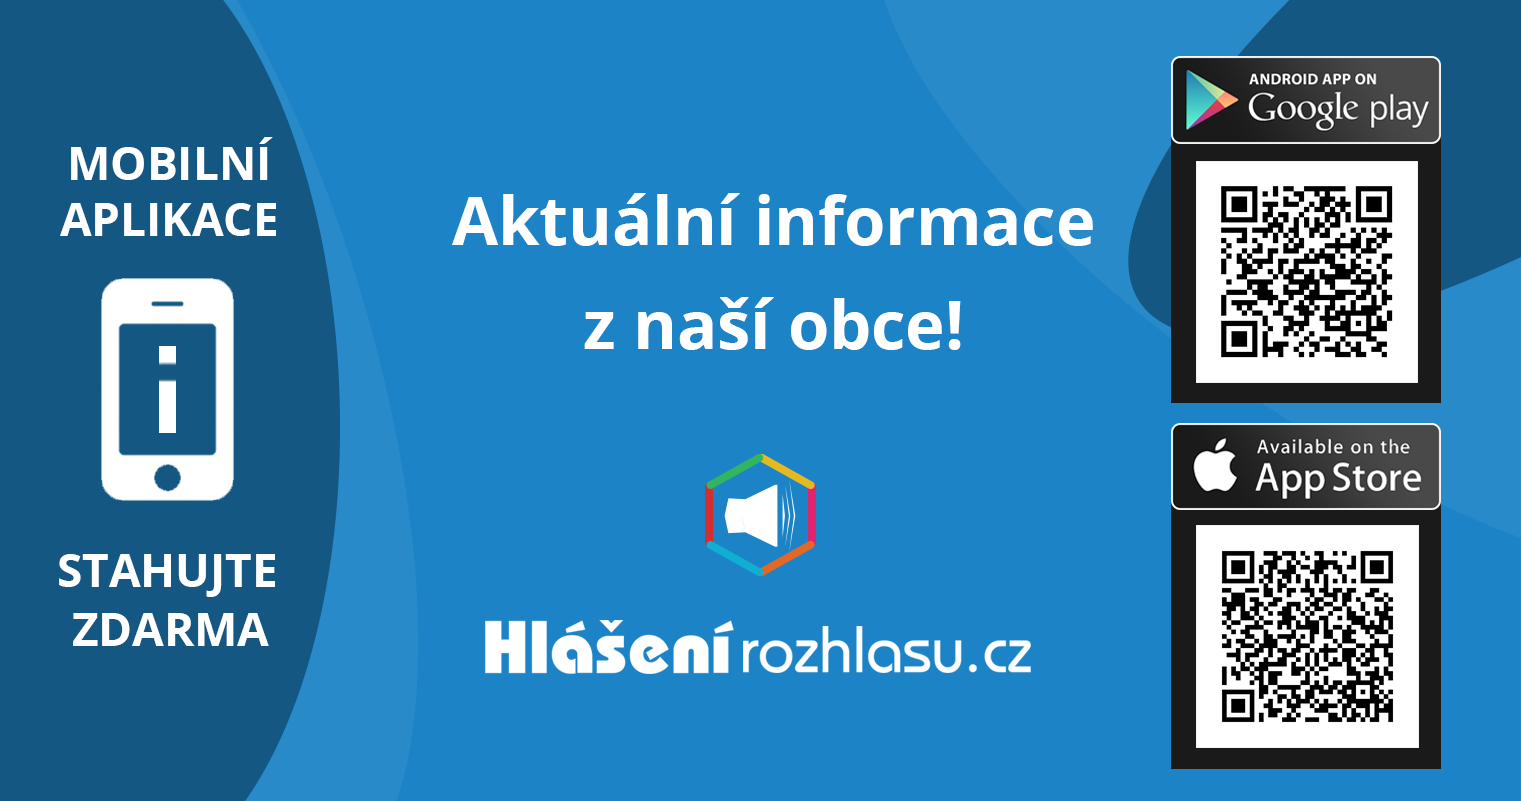 MOBILNÍ
APLIKACE
i
STAHUJTE
ZDARMA
Aktuální informace
z naší obce!
Hlášenírozhlasu.cz
ANDROID APP ON
Google play
Available on the
App Store